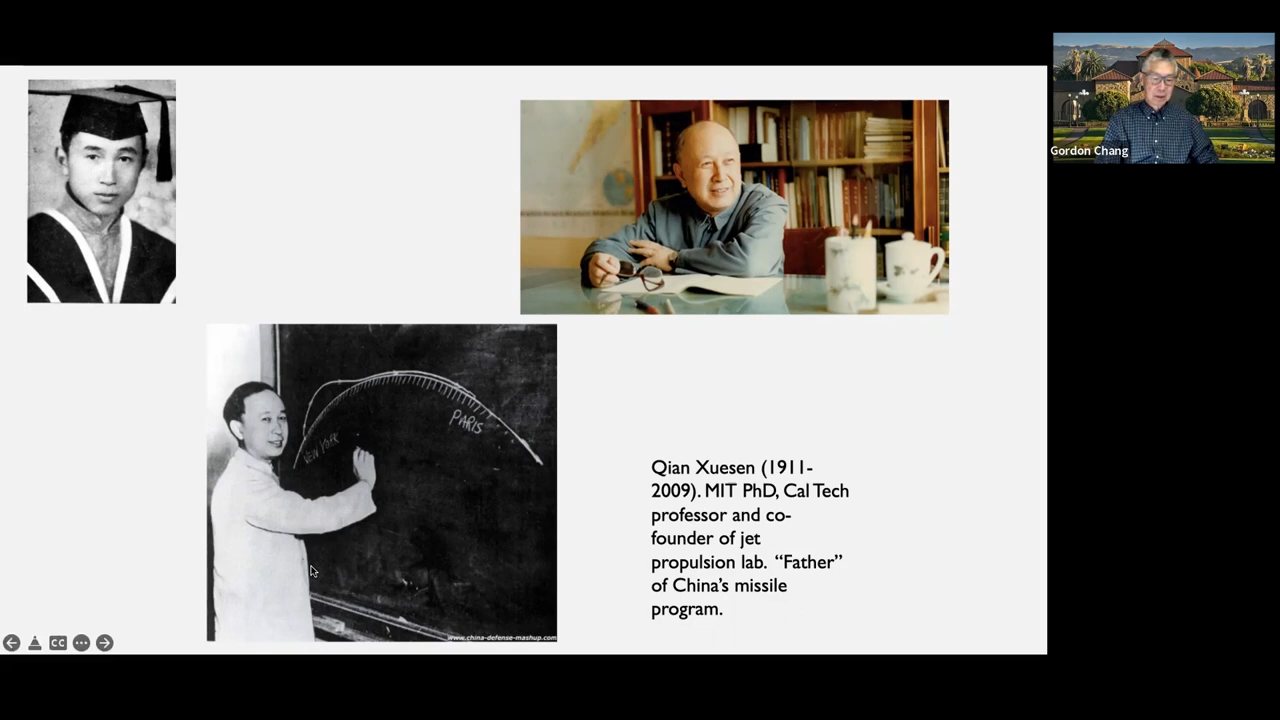 Gordon Chang
NEW YORK
PARIS
Qian Xuesen (1911-
2009). MIT PhD, Cal Tech
professor and co-
founder of jet
propulsion lab. “Father”
of China’s missile
program.
www.china-defense-mashup.com
CC